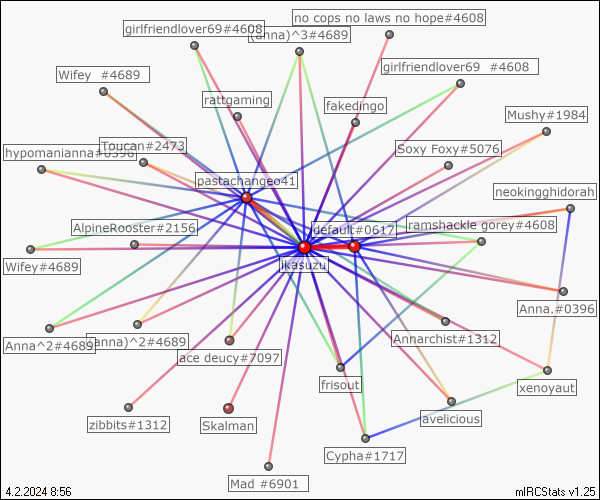 no cops no laws no hope#4608
girlfriendlover69#4608
(anna)^3#4689
Wifey #4689
girlfriendlover69 #4608
rattgaming
fakedingo
Mushy#1984
hypomanianna#0396
Toucan#2473
Soxy Foxy#5076
pastachangeo41
neokingghidorah
AlpineRooster#2156
default#0617
ramshackle gorey#4608
Wifey#4689
ikasuzu
Anna.#0396
Anna^2#4689
(anna)^2#4689
Annarchist#1312
ace deucy#7097
frisout
xenoyaut
zibbits#1312
Skalman
avelicious
Cypha#1717
Mad #6901
4.2.2024 8:56
mIRCStats v1.25